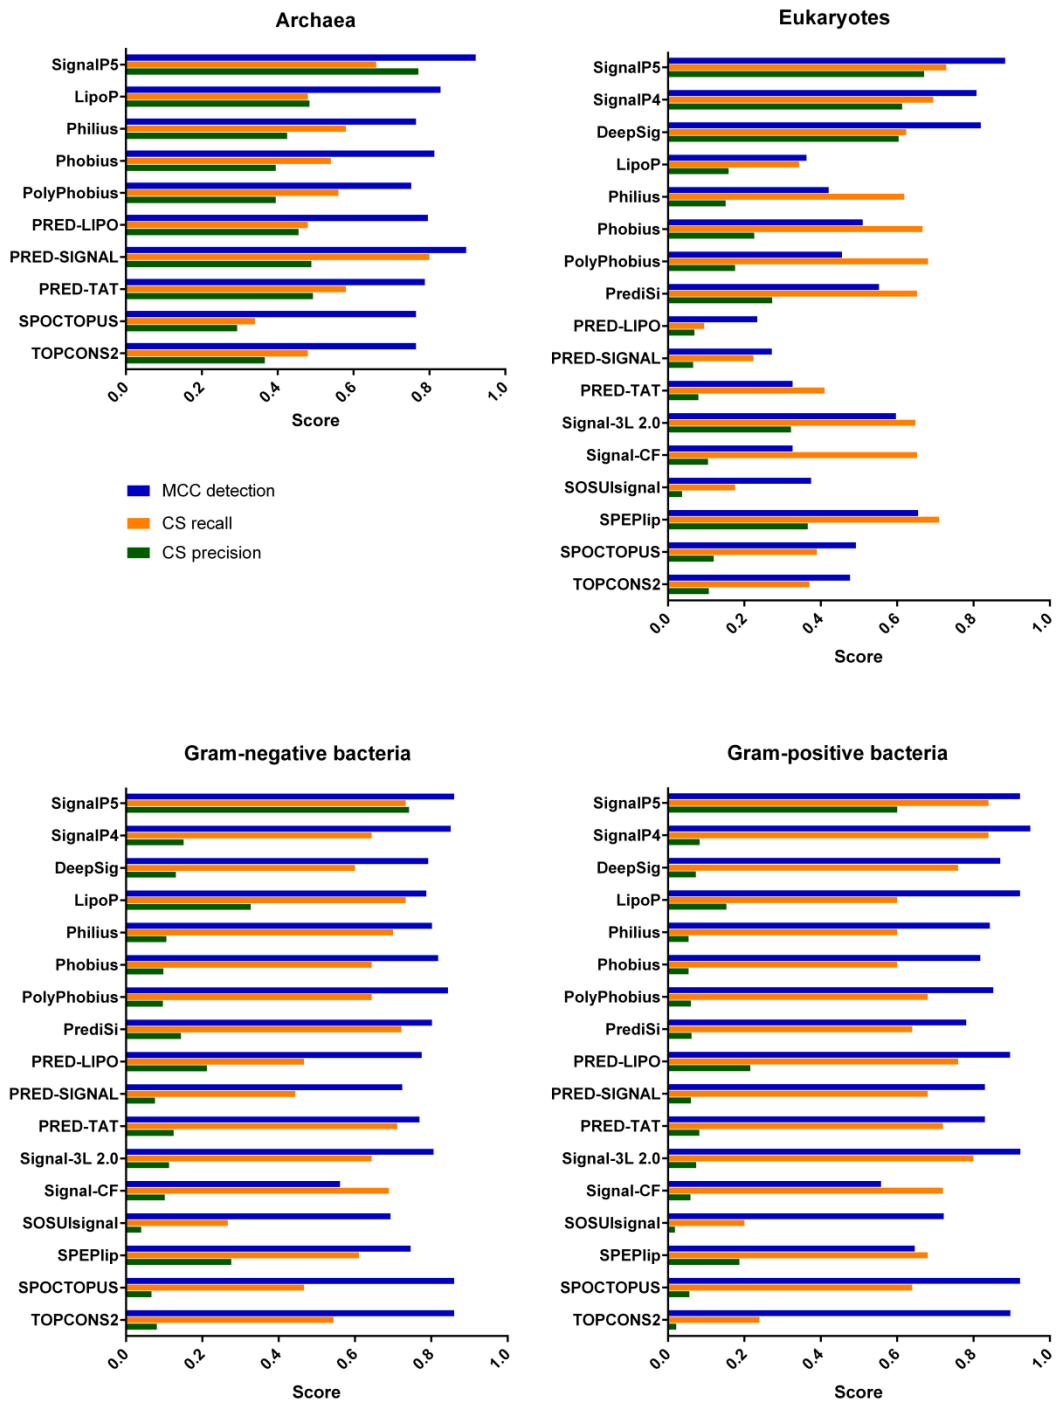 Archaea
SignalP5
LipoP
Philius
Phobius
PolyPhobius
PRED-LIPO
PRED-SIGNAL
PRED-TAT
SPOCTOPUS
TOPCONS2
0.0 0.2 0.4 0.6 0.8 1.0
Score
MCC detection
CS recall
CS precision
Eukaryotes
SignalP5
SignalP4
DeepSig
LipoP
Philius
Phobius
PolyPhobius
PrediSi
PRED-LIPO
PRED-SIGNAL
PRED-TAT
Signal-3L 2.0
Signal-CF
SOSUIsignal
SPEPlip
SPOCTOPUS
TOPCONS2
0.0 0.2 0.4 0.6 0.8 1.0
Score
Gram-negative bacteria
SignalP5
SignalP4
DeepSig
LipoP
Philius
Phobius
PolyPhobius
PrediSi
PRED-LIPO
PRED-SIGNAL
PRED-TAT
Signal-3L 2.0
Signal-CF
SOSUIsignal
SPEPlip
SPOCTOPUS
TOPCONS2
0.0 0.2 0.4 0.6 0.8 1.0
Score
Gram-positive bacteria
SignalP5
SignalP4
DeepSig
LipoP
Philius
Phobius
PolyPhobius
PrediSi
PRED-LIPO
PRED-SIGNAL
PRED-TAT
Signal-3L 2.0
Signal-CF
SOSUIsignal
SPEPlip
SPOCTOPUS
TOPCONS2
0.0 0.2 0.4 0.6 0.8 1.0
Score